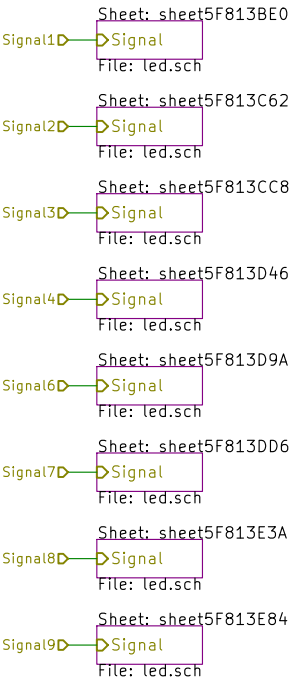 Sheet: sheet5F813BE0
Signal1 Signal
File: led.sch
Sheet: sheet5F813C62
Signal2 Signal
File: led.sch
Sheet: sheet5F813CC8
Signal3 Signal
File: led.sch
Sheet: sheet5F813D46
Signal4 Signal
File: led.sch
Sheet: sheet5F813D9A
Signal6 Signal
File: led.sch
Sheet: sheet5F813DD6
Signal7 Signal
File: led.sch
Sheet: sheet5F813E3A
Signal8 Signal
File: led.sch
Sheet: sheet5F813E84
Signal9 Signal
File: led.sch